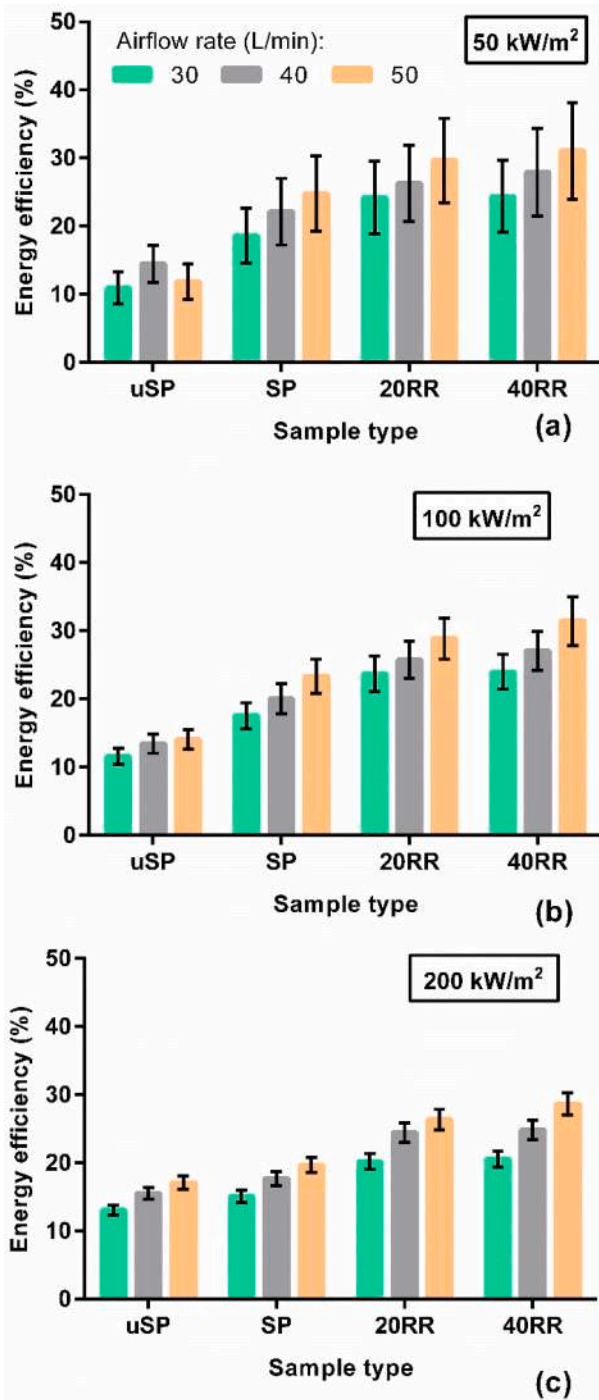 50
40
30
20
10
0
Energy efficiency (%)
Airflow rate (L/min):
30 40 50
50 kW/m²
uSP SP 20RR 40RR
Sample type
(a)
50
40
30
20
10
0
Energy efficiency (%)
100 kW/m²
uSP SP 20RR 40RR
Sample type
(b)
50
40
30
20
10
0
Energy efficiency (%)
200 kW/m²
uSP SP 20RR 40RR
Sample type
(c)